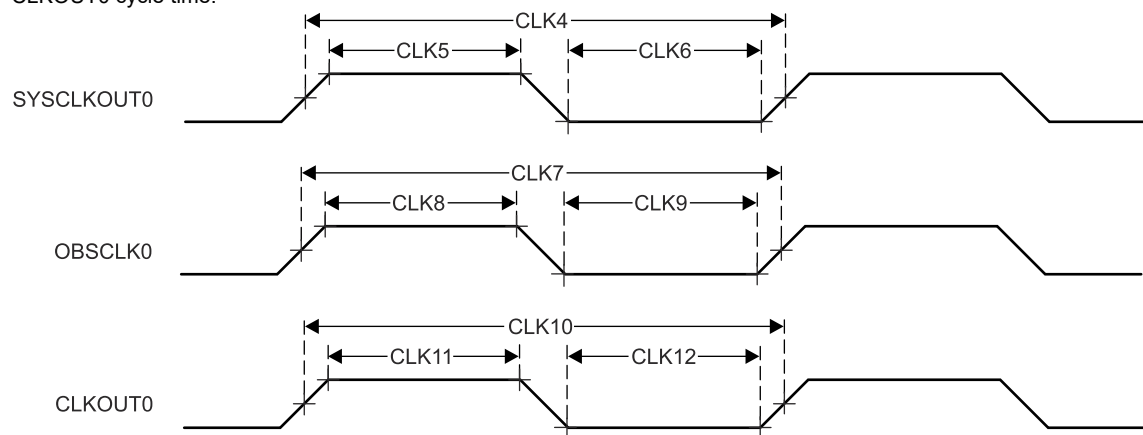 CLKOUT0 cycle time.
CLK4
CLK5
CLK6
SYSCLKOUT0
CLK7
CLK8
CLK9
OBSCLK0
CLK10
CLK11
CLK12
CLKOUT0